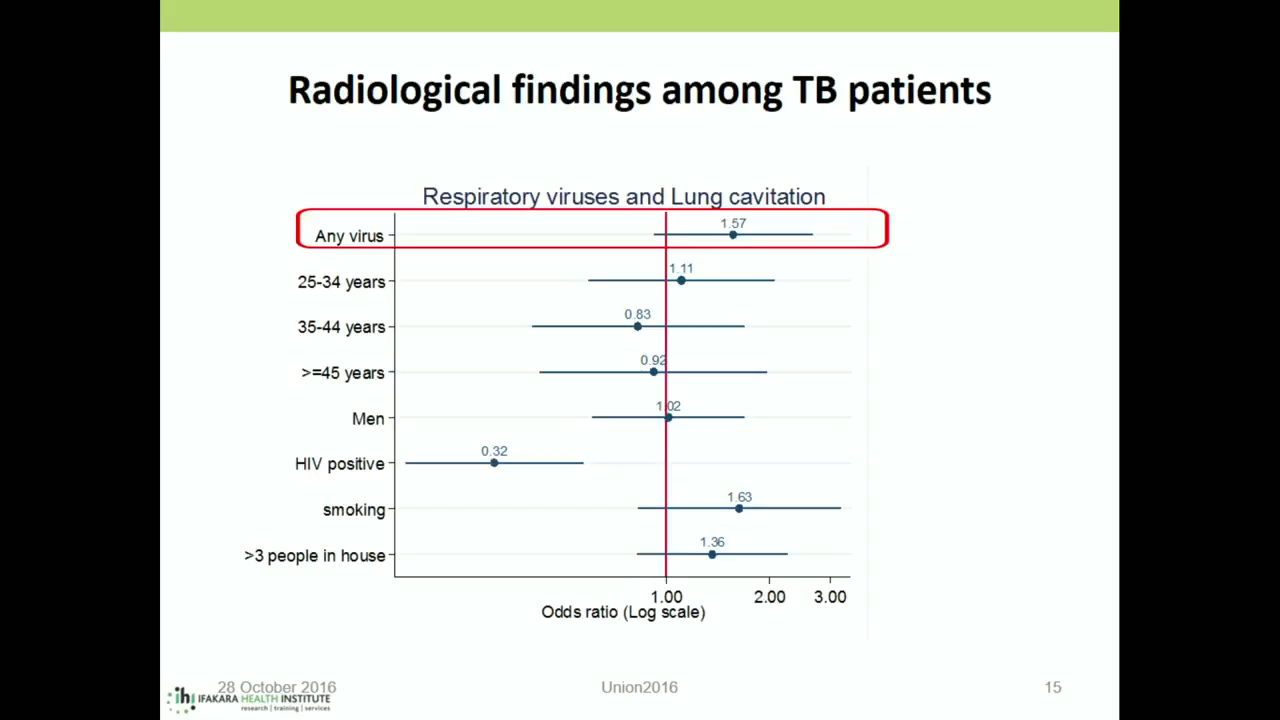 Radiological findings among TB patients
Respiratory viruses and Lung cavitation
Any virus
1.57
25-34 years
1.11
35-44 years
0.83
>=45 years
0.92
Men
1.02
HIV positive
0.32
smoking
1.63
>3 people in house
1.36
1.00 2.00 3.00
Odds ratio (Log scale)
28 October 2016
Union2016
15
ihi IFAKARA HEALTH INSTITUTE
research | training | services